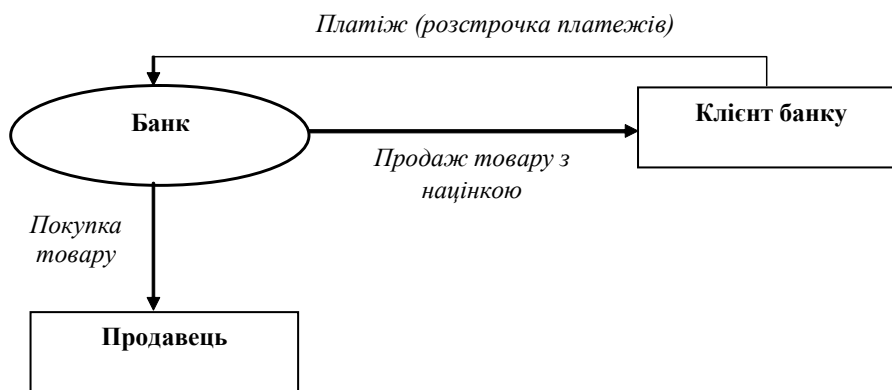 Платіж (розстрочка платежів)
Банк
Клієнт банку
Продаж товару з
націнкою
Покупка
товару
Продавець